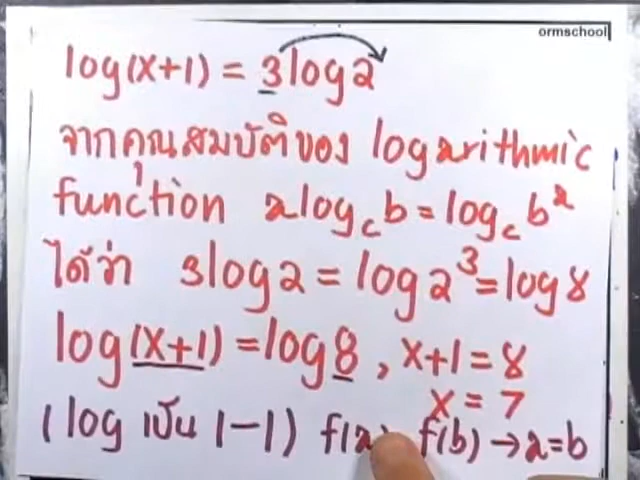 ormschool
log(x+1) = 3log2
จากคุณสมบัติของ logarithmic
function alog_c b = log_c b^a
ได้ว่า 3log2 = log2^3 = log8
log(x+1) = log8 , x+1 = 8
x = 7
(log เป็น 1-1) f(a) f(b) → a=b